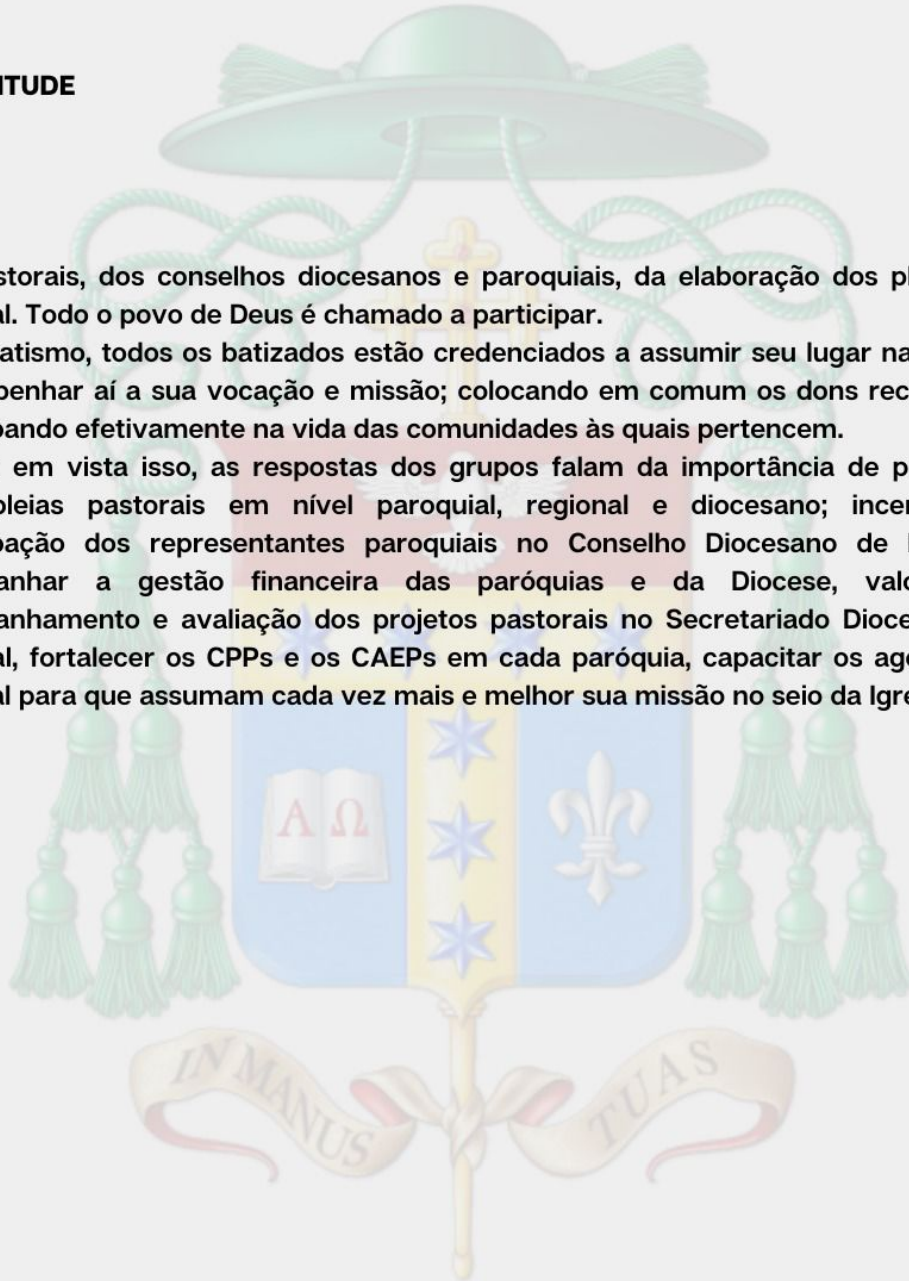 ITUDE
storais, dos conselhos diocesanos e paroquiais, da elaboração dos pl
al. Todo o povo de Deus é chamado a participar.
atismo, todos os batizados estão credenciados a assumir seu lugar na
penhar aí a sua vocação e missão; colocando em comum os dons rec
pando efetivamente na vida das comunidades às quais pertencem.
em vista isso, as respostas dos grupos falam da importância de p
bleias pastorais em nível paroquial, regional e diocesano; incer
pação dos representantes paroquiais no Conselho Diocesano de
anhar a gestão financeira das paróquias e da Diocese, valo
anhamento e avaliação dos projetos pastorais no Secretariado Dioce
al, fortalecer os CPPs e os CAEPs em cada paróquia, capacitar os age
al para que assumam cada vez mais e melhor sua missão no seio da Igre
Α Ω
IN MANUS TUAS